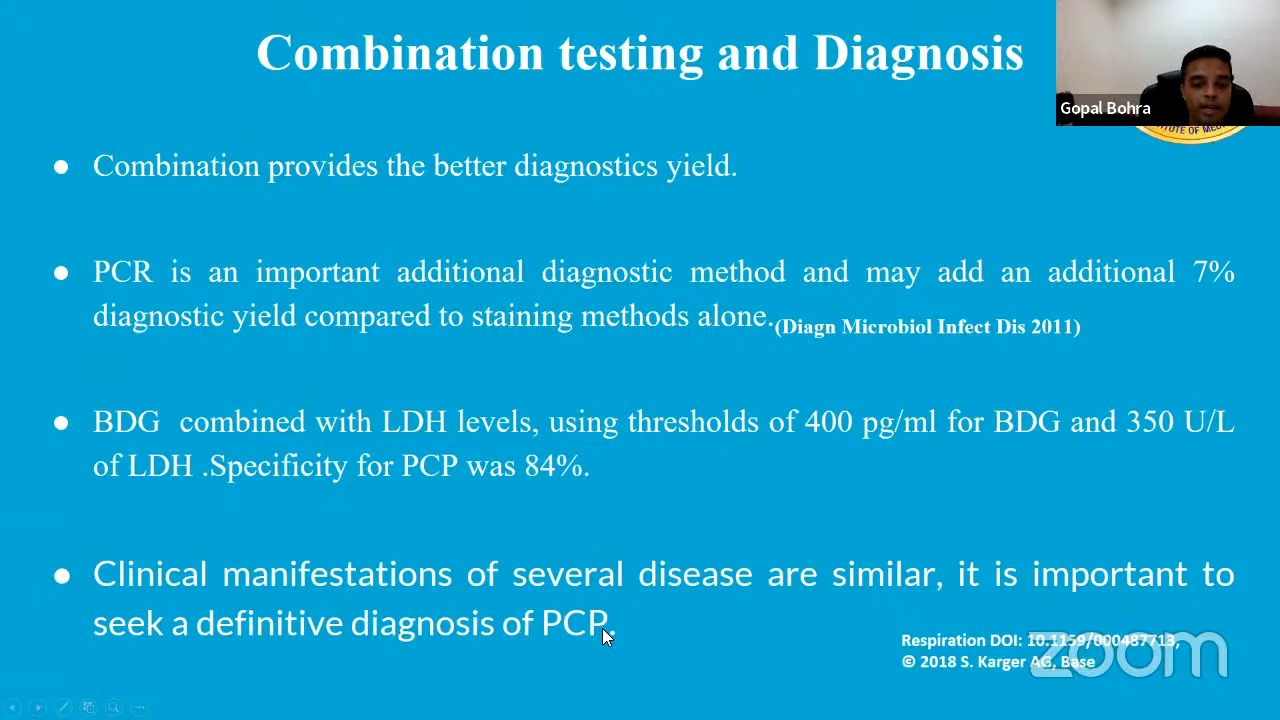 Combination testing and Diagnosis
Gopal Bohra
ITUTE OF MED
● Combination provides the better diagnostics yield.
● PCR is an important additional diagnostic method and may add an additional 7%
diagnostic yield compared to staining methods alone.(Diagn Microbiol Infect Dis 2011)
● BDG combined with LDH levels, using thresholds of 400 pg/ml for BDG and 350 U/L
of LDH .Specificity for PCP was 84%.
● Clinical manifestations of several disease are similar, it is important to
seek a definitive diagnosis of PCP.
Respiration DOI: 10.1159/000487713,
© 2018 S. Karger AG, Base
zoom